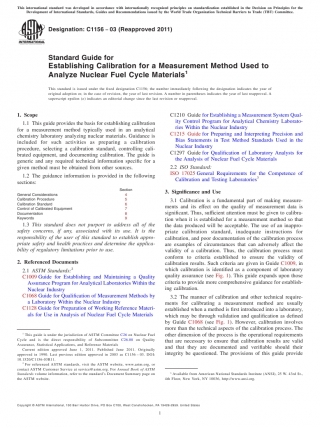 This international standard was developed in accordance with internationally recognized principles on standardization established in the Decision on Principles for the
Development of International Standards, Guides and Recommendations issued by the World Trade Organization Technical Barriers to Trade (TBT) Committee.
Designation: C1156 − 03 (Reapproved 2011)
Standard Guide for
Establishing Calibration for a Measurement Method Used to
Analyze Nuclear Fuel Cycle Materials1
This standard is issued under the fixed designation C1156; the number immediately following the designation indicates the year of
original adoption or, in the case of revision, the year of last revision. A number in parentheses indicates the year of last reapproval. A
superscript epsilon (ε) indicates an editorial change since the last revision or reapproval.
1. Scope
1.1 This guide provides the basis for establishing calibration
for a measurement method typically used in an analytical
chemistry laboratory analyzing nuclear materials. Guidance is
included for such activities as preparing a calibration
procedure, selecting a calibration standard, controlling cali-
brated equipment, and documenting calibration. The guide is
generic and any required technical information specific for a
given method must be obtained from other sources.
1.2 The guidance information is provided in the following
sections:
Section
General Considerations 4
Calibration Procedure 5
Calibration Standard 6
Control of Calibrated Equipment 7
Documentation 8
Keywords 9
1.3 This standard does not purport to address all of the
safety concerns, if any, associated with its use. It is the
responsibility of the user of this standard to establish appro-
priate safety and health practices and determine the applica-
bility of regulatory limitations prior to use.
2. Referenced Documents
2.1 ASTM Standards:2
C1009 Guide for Establishing and Maintaining a Quality
Assurance Program for Analytical Laboratories Within the
Nuclear Industry
C1068 Guide for Qualification of Measurement Methods by
a Laboratory Within the Nuclear Industry
C1128 Guide for Preparation of Working Reference Materi-
als for Use in Analysis of Nuclear Fuel Cycle Materials
1 This guide is under the jurisdiction of ASTM Committee C26 on Nuclear Fuel
Cycle and is the direct responsibility of Subcommittee C26.08 on Quality
Assurance, Statistical Applications, and Reference Materials.
Current edition approved June 1, 2011. Published June 2011. Originally
approved in 1990. Last previous edition approved in 2003 as C1156 – 03. DOI:
10.1520/C1156-03R11.
2 For referenced ASTM standards, visit the ASTM website, www.astm.org, or
contact ASTM Customer Service at service@astm.org. For Annual Book of ASTM
Standards volume information, refer to the standard's Document Summary page on
the ASTM website.
C1210 Guide for Establishing a Measurement System Qual-
ity Control Program for Analytical Chemistry Laborato-
ries Within the Nuclear Industry
C1215 Guide for Preparing and Interpreting Precision and
Bias Statements in Test Method Standards Used in the
Nuclear Industry
C1297 Guide for Qualification of Laboratory Analysts for
the Analysis of Nuclear Fuel Cycle Materials
2.2 ISO Standard:
ISO 17025 General Requirements for the Competence of
Calibration and Testing Laboratories3
3. Significance and Use
3.1 Calibration is a fundamental part of making measure-
ments and its effect on the quality of measurement data is
significant. Thus, sufficient attention must be given to calibra-
tion when it is established for a measurement method so that
the data produced will be acceptable. The use of an inappro-
priate calibration standard, inadequate instructions for
calibration, and poor documentation of the calibration process
are examples of circumstances that can adversely affect the
validity of a calibration. Thus, the calibration process must
conform to criteria established to ensure the validity of
calibration results. Such criteria are given in Guide C1009, in
which calibration is identified as a component of laboratory
quality assurance (see Fig. 1). This guide expands upon those
criteria to provide more comprehensive guidance for establish-
ing calibration.
3.2 The manner of calibration and other technical require-
ments for calibrating a measurement method are usually
established when a method is first introduced into a laboratory,
which may be through validation and qualification as defined
by Guide C1068 (see Fig. 1). However, calibration involves
more than the technical aspects of the calibration process. The
other dimension of the process is the operational requirements
that are necessary to ensure that calibration results are valid
and that they are documented and verifiable should their
integrity be questioned. The provisions of this guide provide
3 Available from American National Standards Institute (ANSI), 25 W. 43rd St.,
4th Floor, New York, NY 10036, http://www.ansi.org.
Copyright © ASTM International, 100 Barr Harbor Drive, PO Box C700, West Conshohocken, PA 19428-2959. United States
1